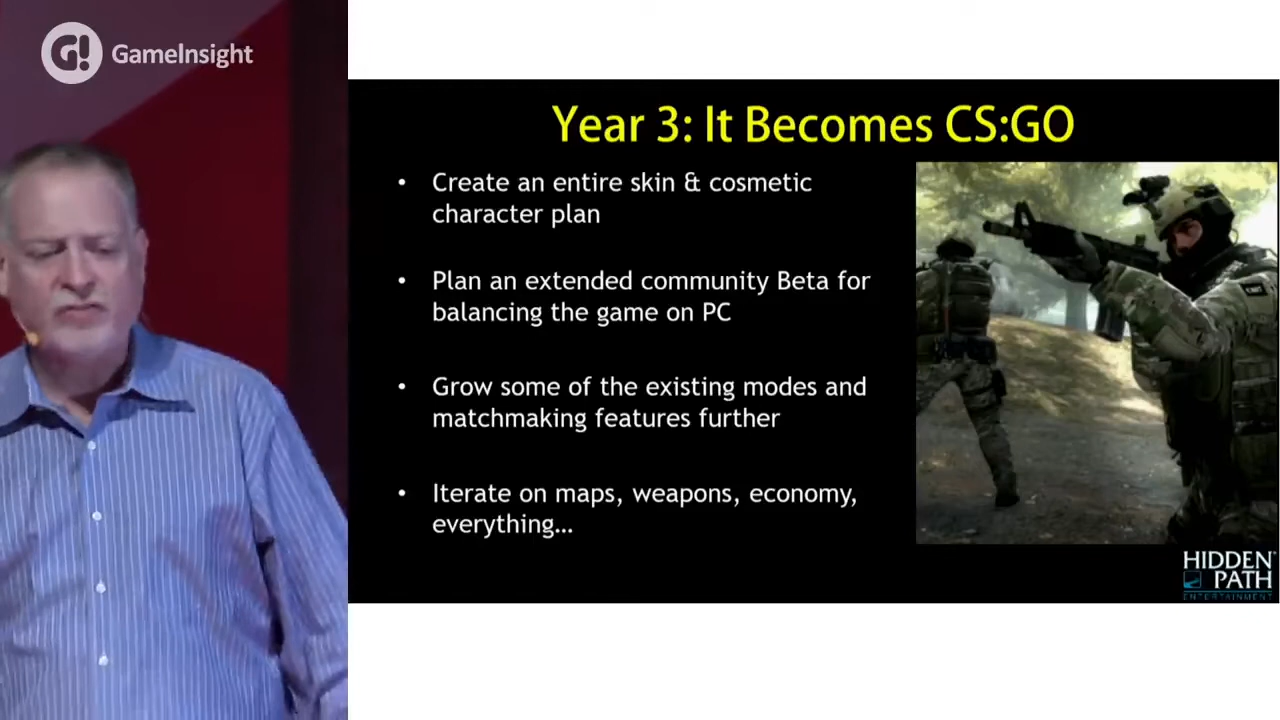 G!
GameInsight
Year 3: It Becomes CS:GO
• Create an entire skin & cosmetic
character plan
• Plan an extended community Beta for
balancing the game on PC
• Grow some of the existing modes and
matchmaking features further
• Iterate on maps, weapons, economy,
everything…
HIDDEN
PATH
ENTERTAINMENT